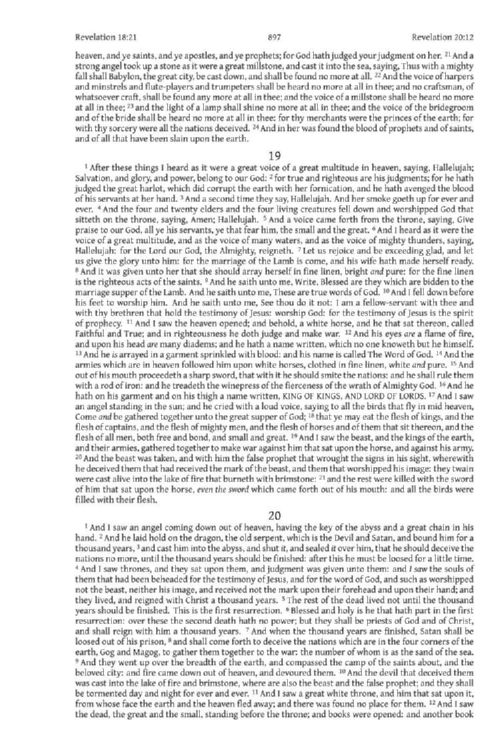 Revelation 18:21 897 Revelation 20:12
heaven, and ye saints, and ye apostles, and ye prophets; for God hath judged your judgment on her. 21 And a
strong angel took up a stone as it were a great millstone, and cast it into the sea, saying, Thus with a mighty
fall shall Babylon, the great city, be cast down, and shall be found no more at all. 22 And the voice of harpers
and minstrels and flute-players and trumpeters shall be heard no more at all in thee; and no craftsman, of
whatsoever craft, shall be found any more at all in thee; and the voice of a millstone shall be heard no more
at all in thee; 23 and the light of a lamp shall shine no more at all in thee; and the voice of the bridegroom
and of the bride shall be heard no more at all in thee: for thy merchants were the princes of the earth; for
with thy sorcery were all the nations deceived. 24 And in her was found the blood of prophets and of saints,
and of all that have been slain upon the earth.
19
1 After these things I heard as it were a great voice of a great multitude in heaven, saying, Hallelujah;
Salvation, and glory, and power, belong to our God: 2 for true and righteous are his judgments; for he hath
judged the great harlot, which did corrupt the earth with her fornication, and he hath avenged the blood
of his servants at her hand. 3 And a second time they say, Hallelujah. And her smoke goeth up for ever and
ever. 4 And the four and twenty elders and the four living creatures fell down and worshipped God that
sitteth on the throne, saying, Amen; Hallelujah. 5 And a voice came forth from the throne, saying, Give
praise to our God, all ye his servants, ye that fear him, the small and the great. 6 And I heard as it were the
voice of a great multitude, and as the voice of many waters, and as the voice of mighty thunders, saying,
Hallelujah: for the Lord our God, the Almighty, reigneth. 7 Let us rejoice and be exceeding glad, and let
us give the glory unto him: for the marriage of the Lamb is come, and his wife hath made herself ready.
8 And it was given unto her that she should array herself in fine linen, bright and pure: for the fine linen
is the righteous acts of the saints. 9 And he saith unto me, Write, Blessed are they which are bidden to the
marriage supper of the Lamb. And he saith unto me, These are true words of God. 10 And I fell down before
his feet to worship him. And he saith unto me, See thou do it not: I am a fellow-servant with thee and
with thy brethren that hold the testimony of Jesus: worship God: for the testimony of Jesus is the spirit
of prophecy. 11 And I saw the heaven opened; and behold, a white horse, and he that sat thereon, called
Faithful and True; and in righteousness he doth judge and make war. 12 And his eyes are a flame of fire,
and upon his head are many diadems; and he hath a name written, which no one knoweth but he himself.
13 And he is arrayed in a garment sprinkled with blood: and his name is called The Word of God. 14 And the
armies which are in heaven followed him upon white horses, clothed in fine linen, white and pure. 15 And
out of his mouth proceedeth a sharp sword, that with it he should smite the nations: and he shall rule them
with a rod of iron: and he treadeth the winepress of the fierceness of the wrath of Almighty God. 16 And he
hath on his garment and on his thigh a name written, KING OF KINGS, AND LORD OF LORDS. 17 And I saw
an angel standing in the sun; and he cried with a loud voice, saying to all the birds that fly in mid heaven,
Come and be gathered together unto the great supper of God; 18 that ye may eat the flesh of kings, and the
flesh of captains, and the flesh of mighty men, and the flesh of horses and of them that sit thereon, and the
flesh of all men, both free and bond, and small and great. 19 And I saw the beast, and the kings of the earth,
and their armies, gathered together to make war against him that sat upon the horse, and against his army.
20 And the beast was taken, and with him the false prophet that wrought the signs in his sight, wherewith
he deceived them that had received the mark of the beast, and them that worshipped his image: they twain
were cast alive into the lake of fire that burneth with brimstone: 21 and the rest were killed with the sword
of him that sat upon the horse, even the sword which came forth out of his mouth: and all the birds were
filled with their flesh.
20
1 And I saw an angel coming down out of heaven, having the key of the abyss and a great chain in his
hand. 2 And he laid hold on the dragon, the old serpent, which is the Devil and Satan, and bound him for a
thousand years, 3 and cast him into the abyss, and shut it, and sealed it over him, that he should deceive the
nations no more, until the thousand years should be finished: after this he must be loosed for a little time.
4 And I saw thrones, and they sat upon them, and judgment was given unto them: and I saw the souls of
them that had been beheaded for the testimony of Jesus, and for the word of God, and such as worshipped
not the beast, neither his image, and received not the mark upon their forehead and upon their hand; and
they lived, and reigned with Christ a thousand years. 5 The rest of the dead lived not until the thousand
years should be finished. This is the first resurrection. 6 Blessed and holy is he that hath part in the first
resurrection: over these the second death hath no power; but they shall be priests of God and of Christ,
and shall reign with him a thousand years. 7 And when the thousand years are finished, Satan shall be
loosed out of his prison, 8 and shall come forth to deceive the nations which are in the four corners of the
earth, Gog and Magog, to gather them together to the war: the number of whom is as the sand of the sea.
9 And they went up over the breadth of the earth, and compassed the camp of the saints about, and the
beloved city: and fire came down out of heaven, and devoured them. 10 And the devil that deceived them
was cast into the lake of fire and brimstone, where are also the beast and the false prophet; and they shall
be tormented day and night for ever and ever. 11 And I saw a great white throne, and him that sat upon it,
from whose face the earth and the heaven fled away; and there was found no place for them. 12 And I saw
the dead, the great and the small, standing before the throne; and books were opened: and another book